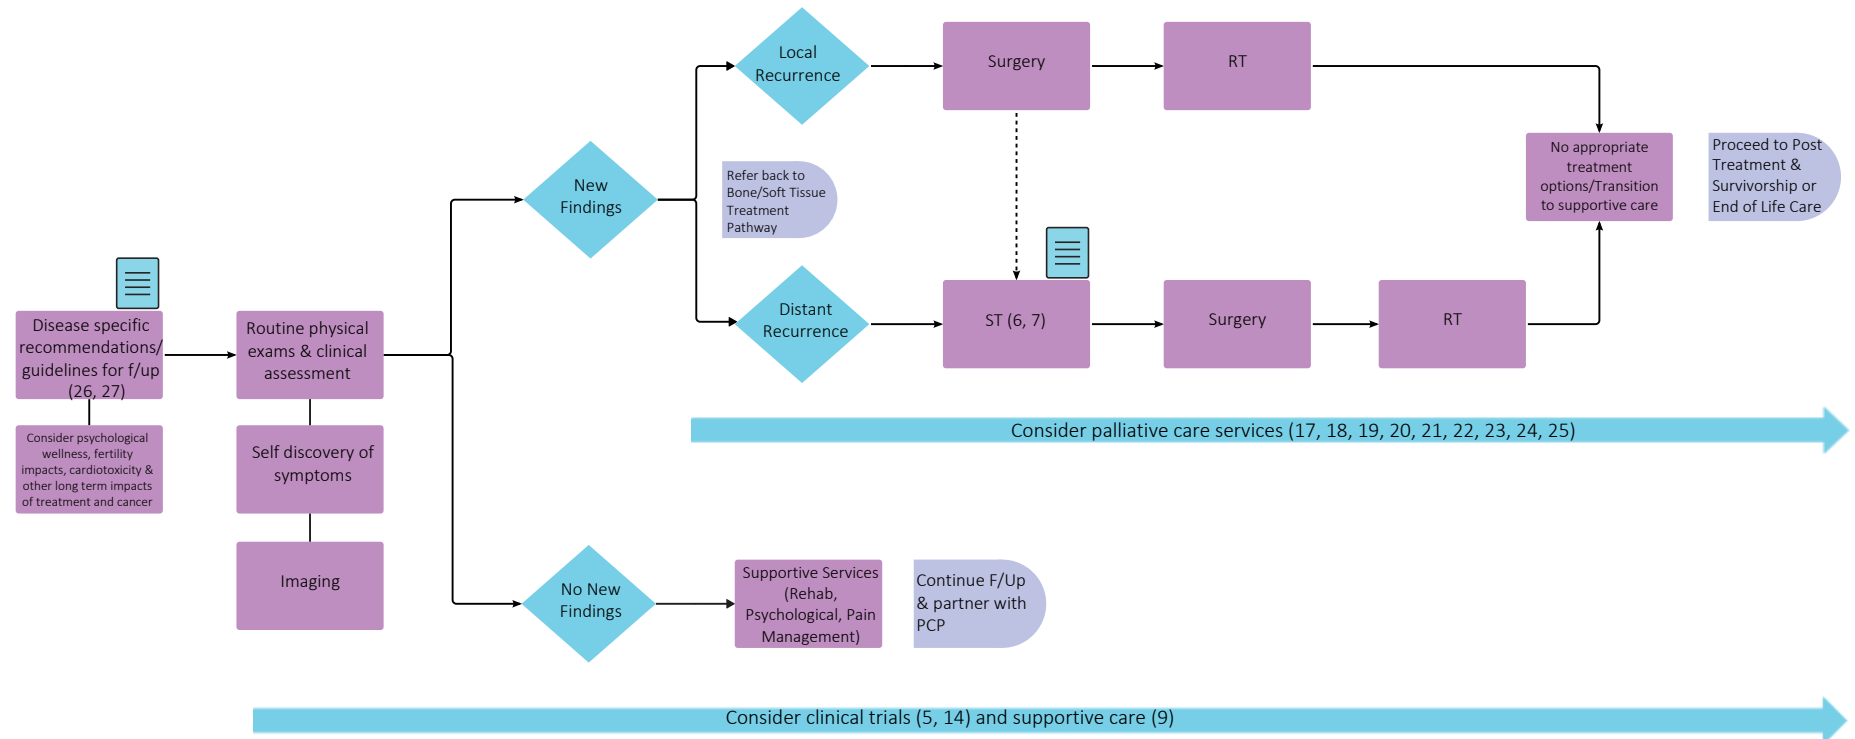 Local
Recurrence
Surgery
RT
No appropriate
treatment
options/Transition
to supportive care
Proceed to Post
Treatment &
Survivorship or
End of Life Care
New
Findings
Refer back to
Bone/Soft Tissue
Treatment
Pathway
Disease specific
recommendations/
guidelines for f/up
(26, 27)
Routine physical
exams & clinical
assessment
Distant
Recurrence
ST (6, 7)
Surgery
RT
Consider psychological
wellness, fertility
impacts, cardiotoxicity &
other long term impacts
of treatment and cancer
Self discovery of
symptoms
Consider palliative care services (17, 18, 19, 20, 21, 22, 23, 24, 25)
Imaging
No New
Findings
Supportive Services
(Rehab,
Psychological, Pain
Management)
Continue F/Up
& partner with
PCP
Consider clinical trials (5, 14) and supportive care (9)